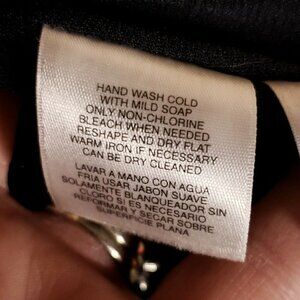 HAND WASH COLD
WITH MILD SOAP
ONLY NON-CHLORINE
BLEACH WHEN NEEDED
RESHAPE AND DRY FLAT
WARM IRON IF NECESSARY
CAN BE DRY CLEANED
LAVAR A MANO CON AGUA
FRIA USAR JABON SUAVE
SOLAMENTE BLANQUEADOR SIN
CLORO SI ES NECESARIO
REFORMAR Y SECAR SOBRE
SUPERFICIE PLANA